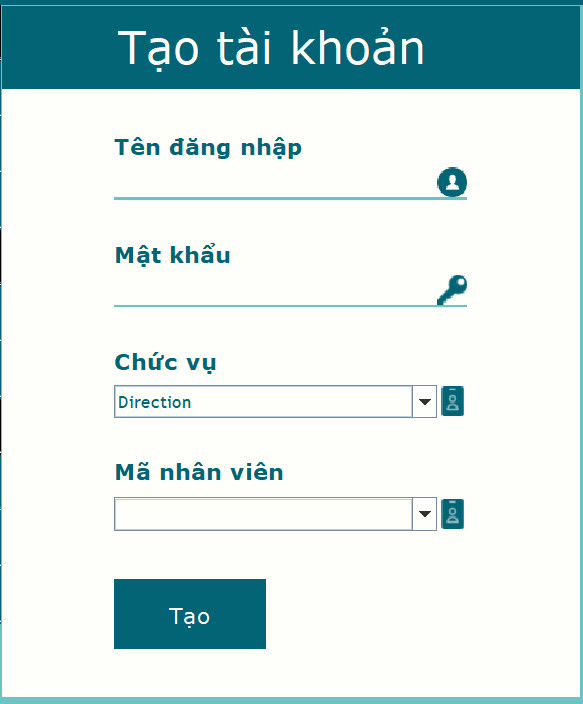 Tạo tài khoản
Tên đăng nhập
Mật khẩu
Chức vụ
Direction
Mã nhân viên
Tạo